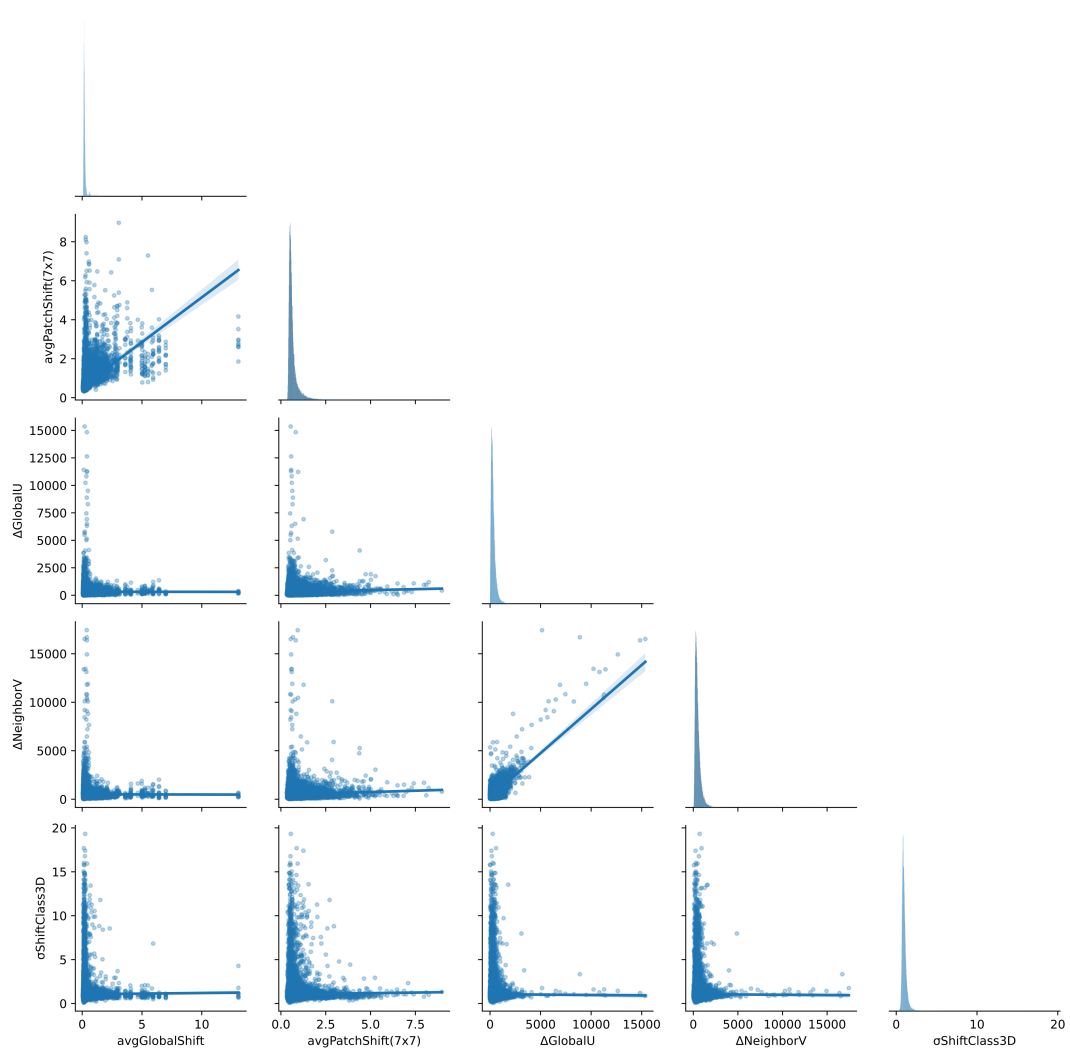 avgPatchShift(7x7)
8
6
4
2
0
ΔGlobalU
15000
12500
10000
7500
5000
2500
0
ΔNeighborV
15000
10000
5000
0
σShiftClass3D
20
15
10
5
0
0 5 10
avgGlobalShift
0.0 2.5 5.0 7.5
avgPatchShift(7x7)
0 5000 10000 15000
ΔGlobalU
0 5000 10000 15000
ΔNeighborV
0 10 20
σShiftClass3D